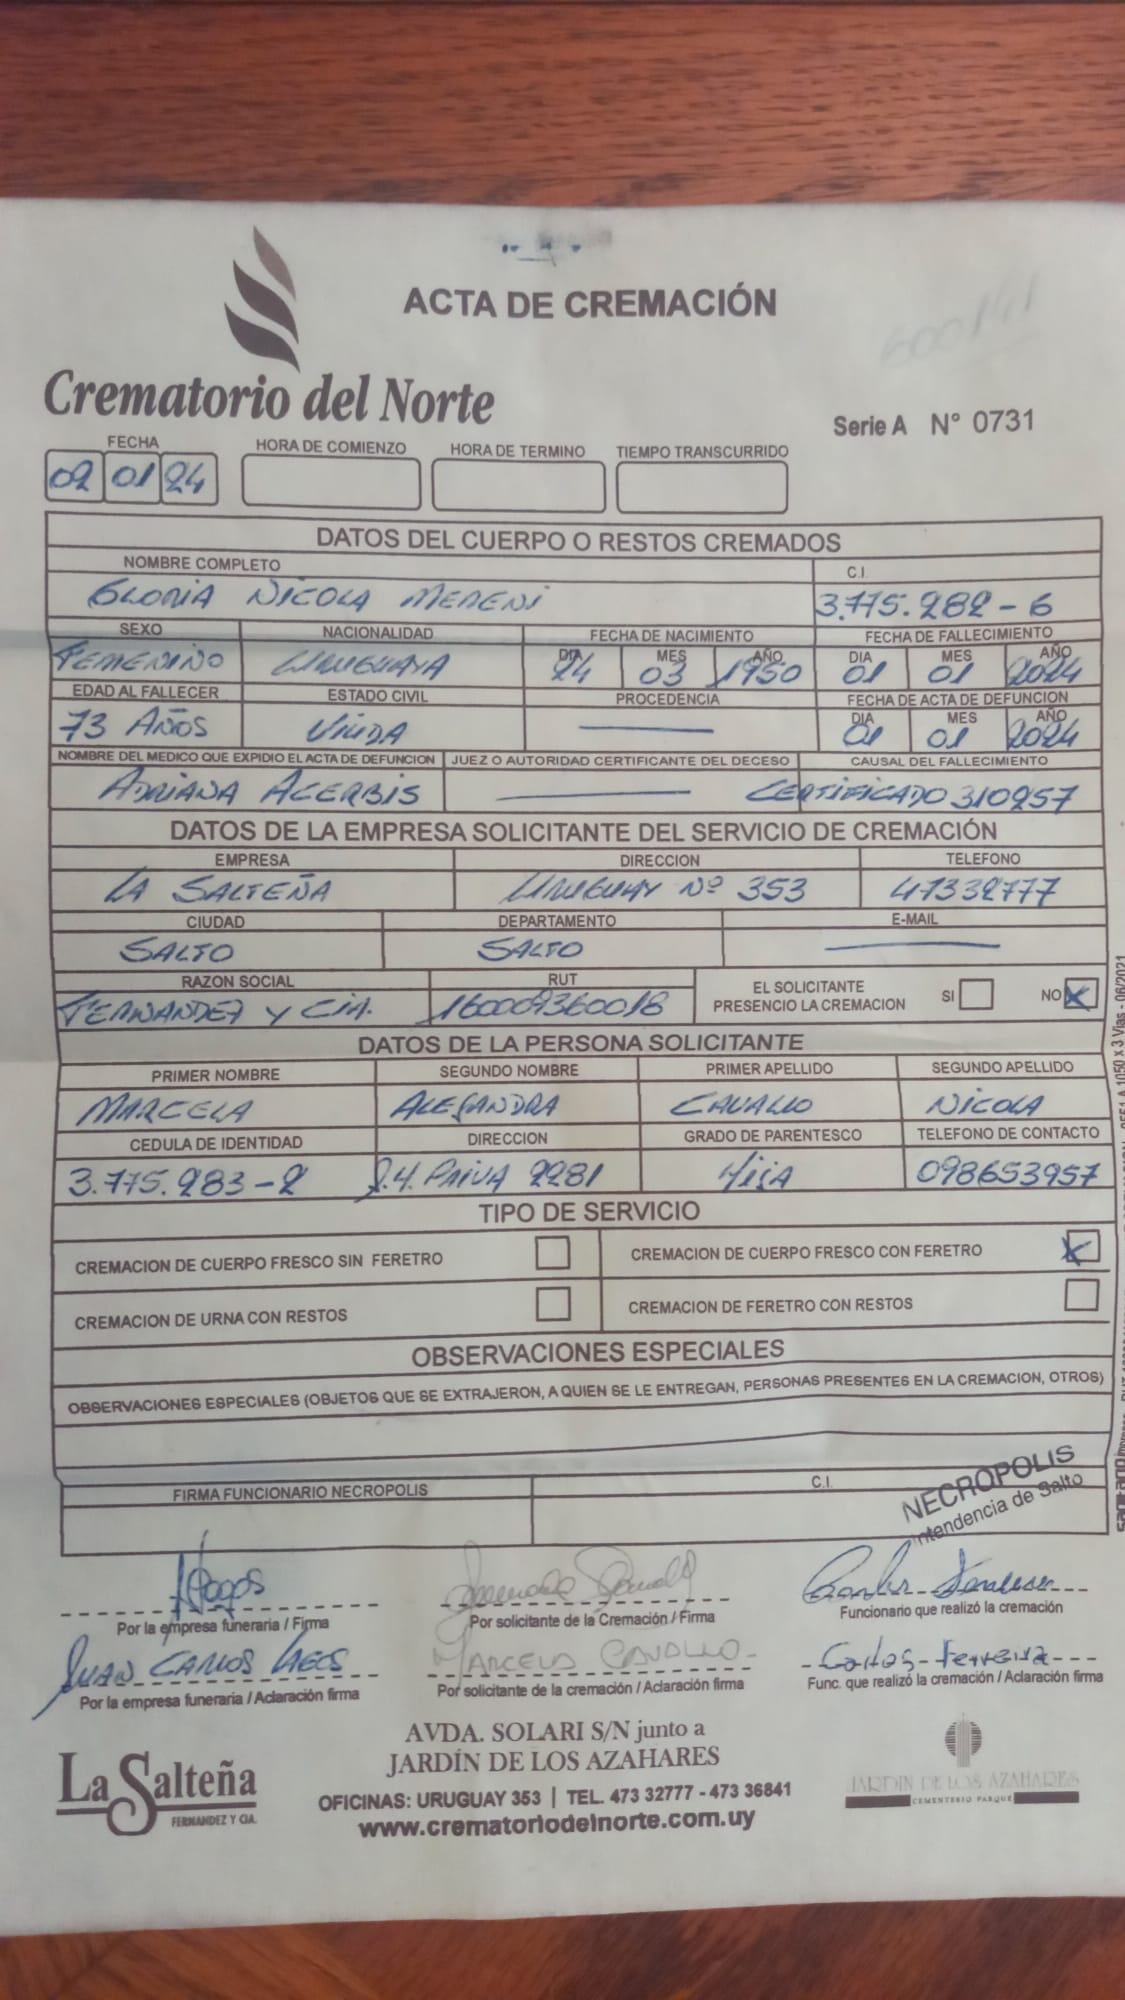 ACTA DE CREMACIÓN
600141
Crematorio del Norte
Serie A N° 0731
FECHA HORA DE COMIENZO HORA DE TERMINO TIEMPO TRANSCURRIDO
02 01 24
DATOS DEL CUERPO O RESTOS CREMADOS
NOMBRE COMPLETO C.I.
GLORIA NICOLA MERENI 3.775.282-6
SEXO NACIONALIDAD FECHA DE NACIMIENTO FECHA DE FALLECIMIENTO
DIA MES AÑO DIA MES AÑO
FEMENINO URUGUAYA 24 03 1950 01 01 2024
EDAD AL FALLECER ESTADO CIVIL PROCEDENCIA FECHA DE ACTA DE DEFUNCION
DIA MES AÑO
73 AÑOS VIUDA 01 01 2024
NOMBRE DEL MEDICO QUE EXPIDIO EL ACTA DE DEFUNCION JUEZ O AUTORIDAD CERTIFICANTE DEL DECESO CAUSAL DEL FALLECIMIENTO
ADRIANA ACERBIS CERTIFICADO 310257
DATOS DE LA EMPRESA SOLICITANTE DEL SERVICIO DE CREMACIÓN
EMPRESA DIRECCION TELEFONO
LA SALTEÑA URUGUAY Nº 353 47332777
CIUDAD DEPARTAMENTO E-MAIL
SALTO SALTO
RAZON SOCIAL RUT EL SOLICITANTE PRESENCIO LA CREMACION SI NO X
FERNANDEZ Y CIA. 160009360018
DATOS DE LA PERSONA SOLICITANTE
PRIMER NOMBRE SEGUNDO NOMBRE PRIMER APELLIDO SEGUNDO APELLIDO
MARCELA ALEJANDRA CAVALLO NICOLA
CEDULA DE IDENTIDAD DIRECCION GRADO DE PARENTESCO TELEFONO DE CONTACTO
3.775.283-2 PAIVA 2281 HIJA 098653957
TIPO DE SERVICIO
CREMACION DE CUERPO FRESCO SIN FERETRO CREMACION DE CUERPO FRESCO CON FERETRO X
CREMACION DE URNA CON RESTOS CREMACION DE FERETRO CON RESTOS
OBSERVACIONES ESPECIALES
OBSERVACIONES ESPECIALES (OBJETOS QUE SE EXTRAJERON, A QUIEN SE LE ENTREGAN, PERSONAS PRESENTES EN LA CREMACION, OTROS)
FIRMA FUNCIONARIO NECROPOLIS C.I.
NECROPOLIS
Intendencia de Salto
Por la empresa funeraria / Firma Por solicitante de la Cremación / Firma Funcionario que realizó la cremación
JUAN CARLOS LAGOS MARCELA CAVALLO Carlos Ferreira
Por la empresa funeraria / Aclaración firma Por solicitante de la cremación / Aclaración firma Func. que realizó la cremación / Aclaración firma
La Salteña
FERNANDEZ Y CIA.
AVDA. SOLARI S/N junto a
JARDÍN DE LOS AZAHARES
OFICINAS: URUGUAY 353 | TEL. 473 32777 - 473 36841
www.crematoriodelnorte.com.uy
JARDIN DE LOS AZAHARES
CEMENTERIO PARQUE